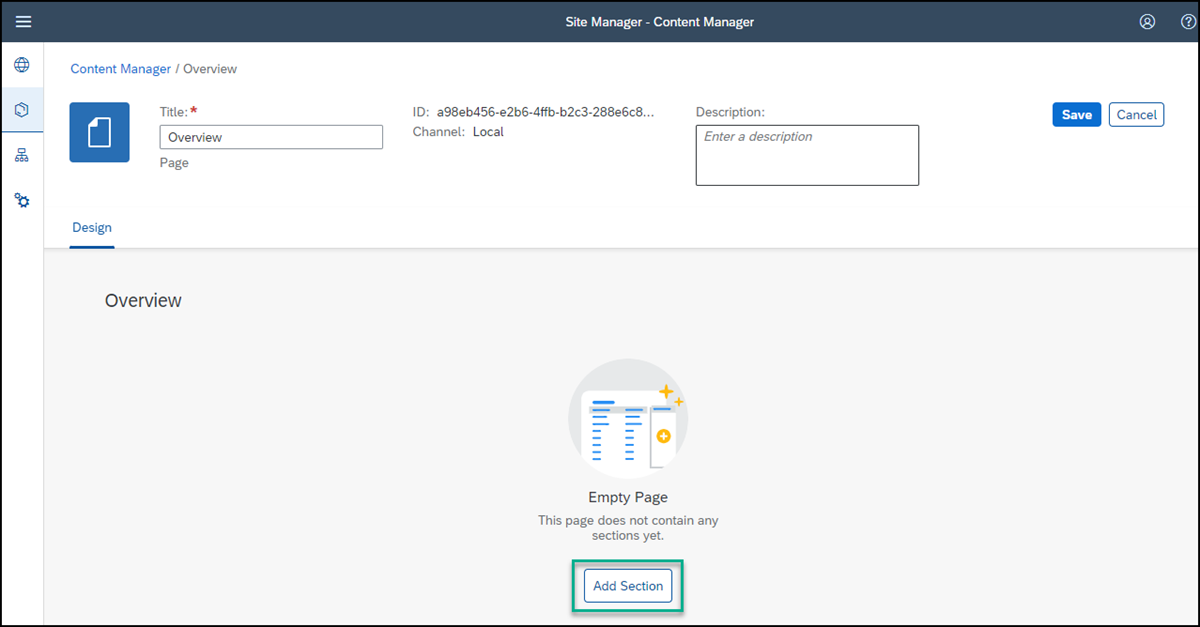 Site Manager - Content Manager
Content Manager / Overview
Title: *
Overview
Page
ID: a98eb456-e2b6-4ffb-b2c3-288e6c8...
Channel: Local
Description:
Enter a description
Save
Cancel
Design
Overview
Empty Page
This page does not contain any
sections yet.
Add Section